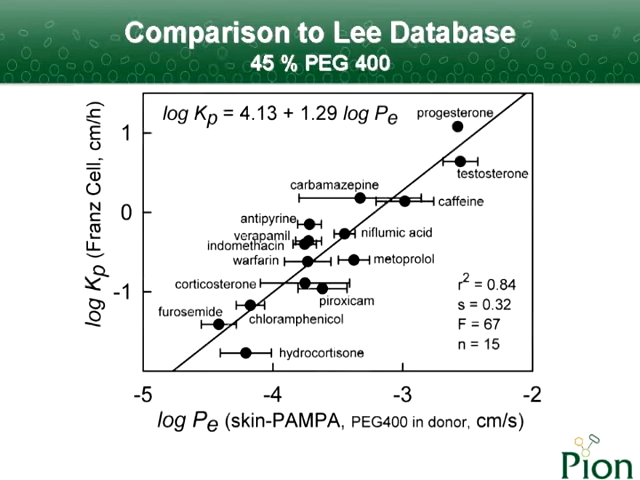 Comparison to Lee Database
45 % PEG 400
log Kp = 4.13 + 1.29 log Pe
progesterone
testosterone
carbamazepine
caffeine
antipyrine
verapamil
niflumic acid
indomethacin
warfarin
metoprolol
corticosterone
piroxicam
furosemide
chloramphenicol
hydrocortisone
r2 = 0.84
s = 0.32
F = 67
n = 15
log Kp (Franz Cell, cm/h)
1
0
-1
-5
-4
-3
-2
log Pe (skin-PAMPA, PEG400 in donor, cm/s)
Pion